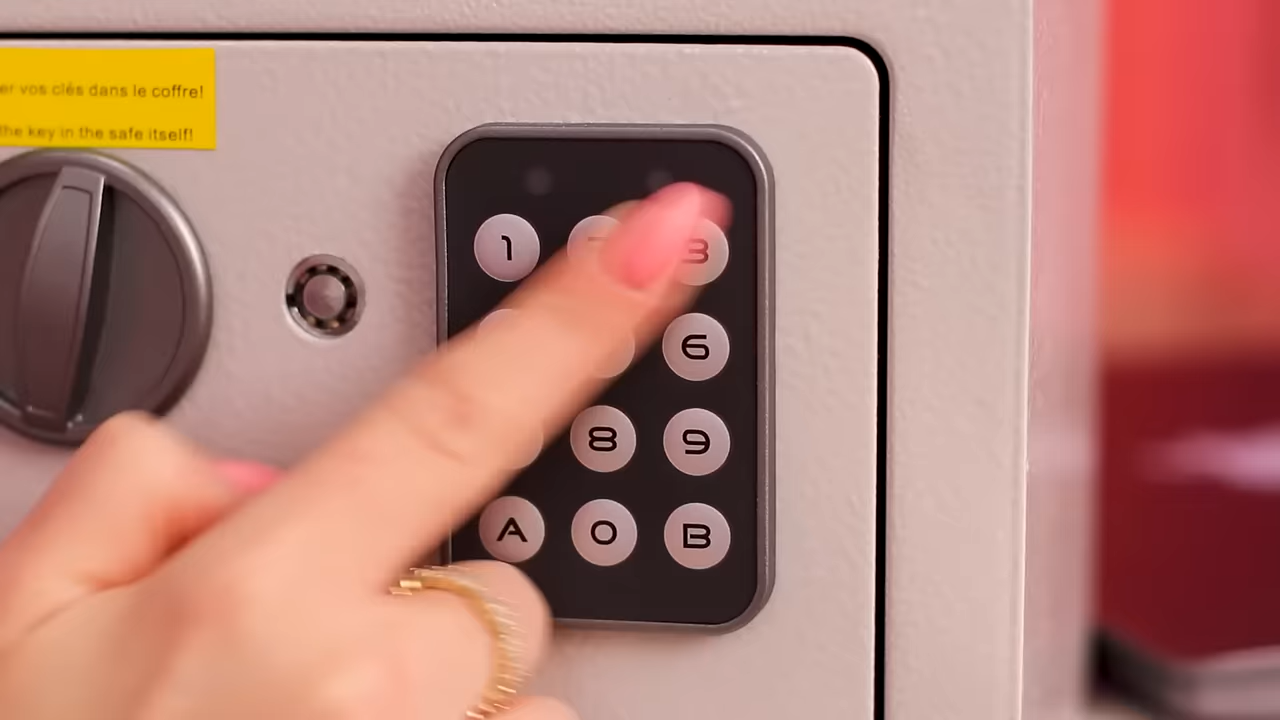 er vos clés dans le coffre!
the key in the safe itself!
1 3
6
8 9
A 0 B